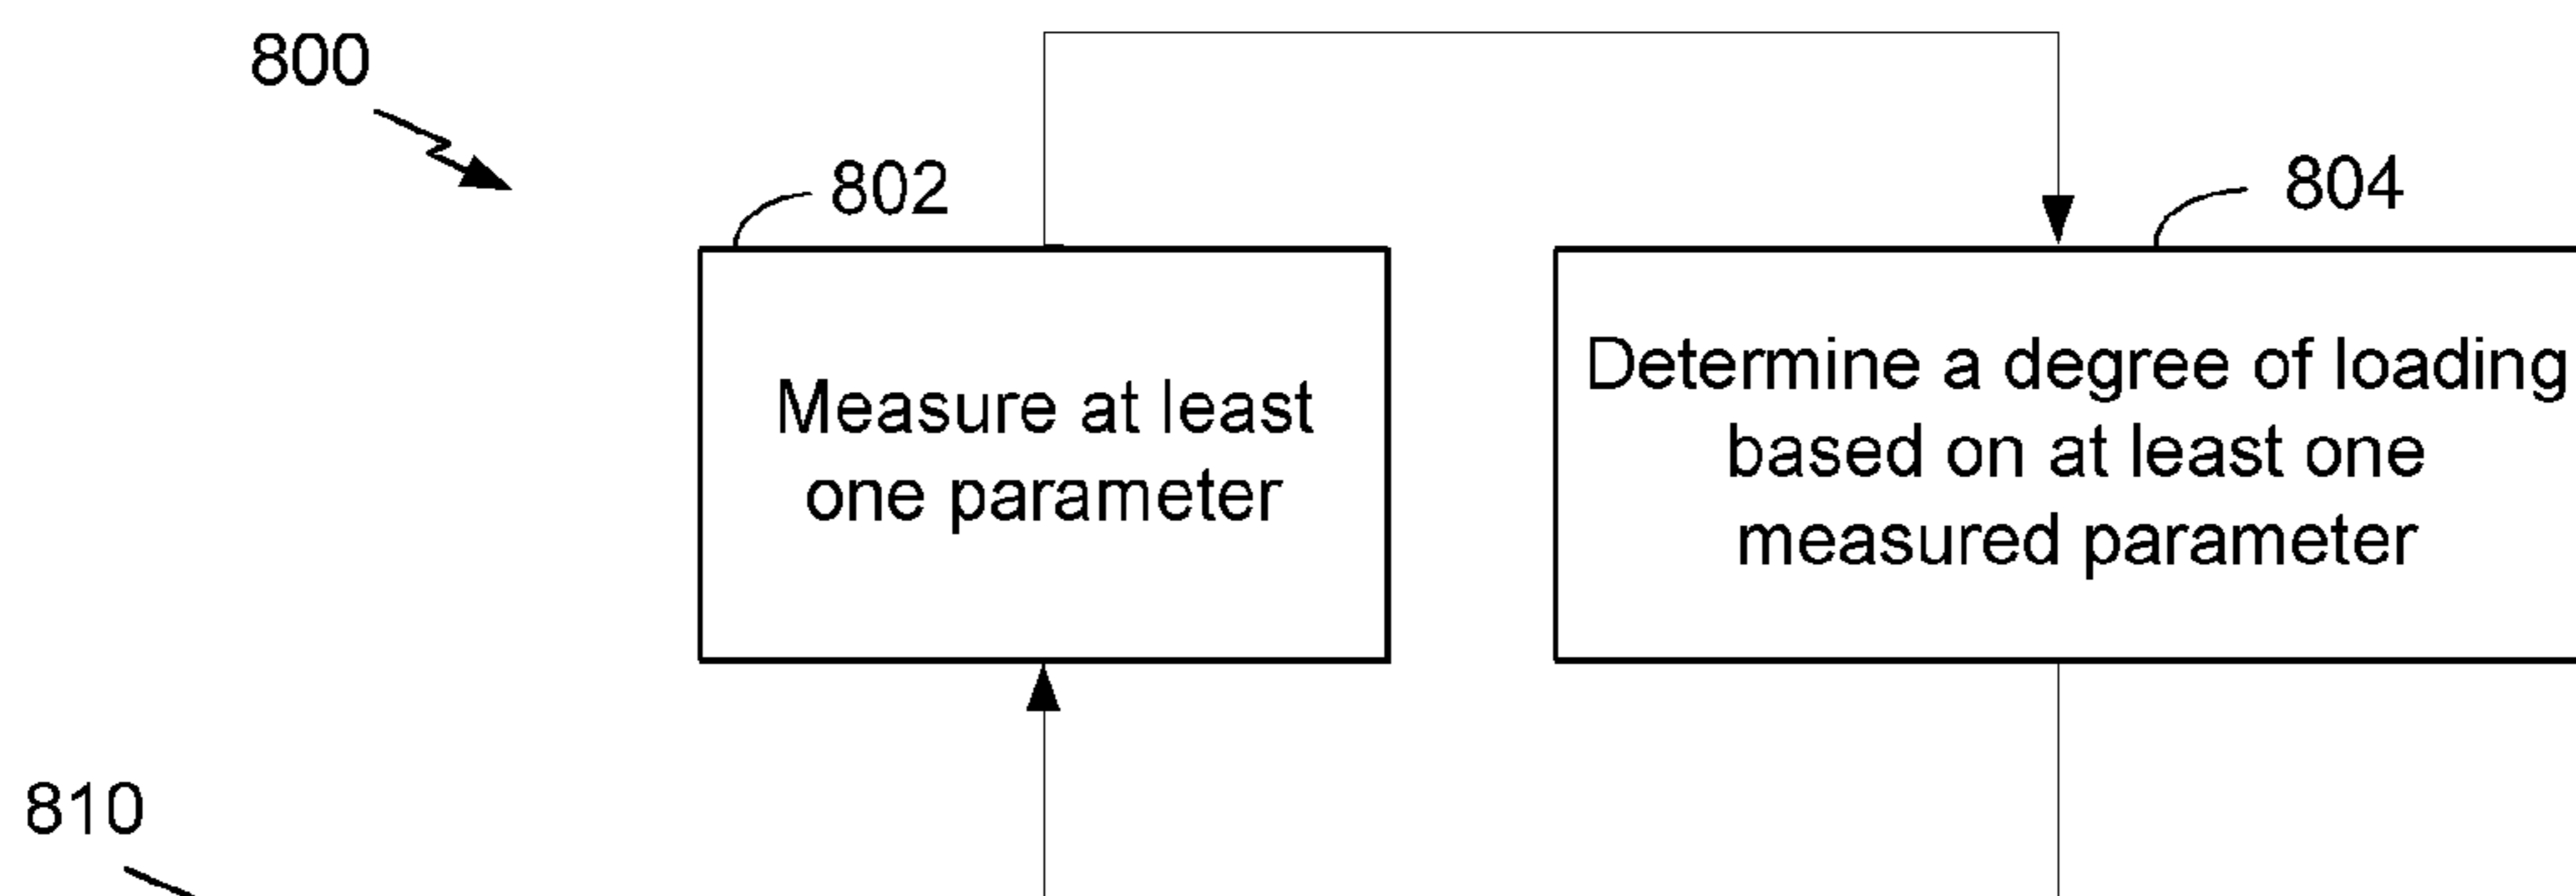 800
802
804
Measure at least
one parameter
Determine a degree of loading
based on at least one
measured parameter
810